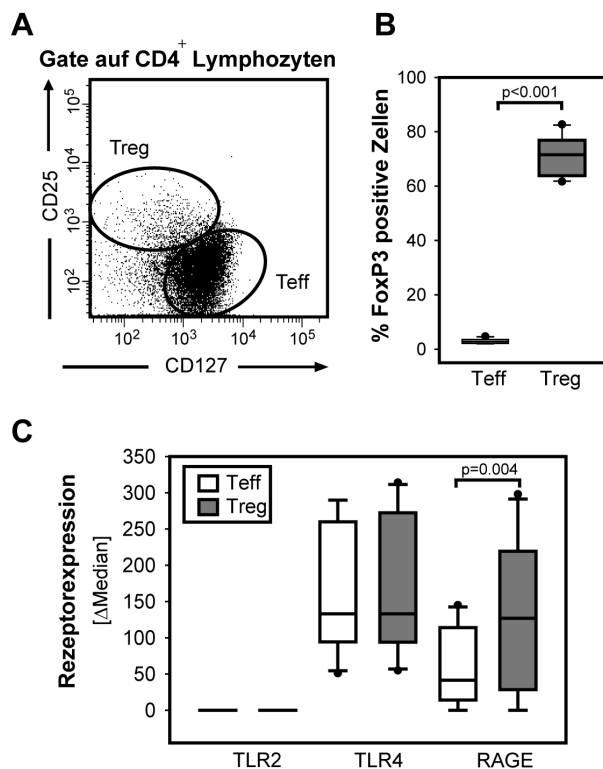 A
Gate auf CD4+ Lymphozyten
CD25
10^5
10^4
10^3
10^2
Treg
Teff
10^2 10^3 10^4 10^5
CD127
B
% FoxP3 positive Zellen
100
80
60
40
20
0
p<0.001
Teff Treg
C
Rezeptorexpression
[ΔMedian]
350
300
250
200
150
100
50
0
Teff
Treg
p=0.004
TLR2 TLR4 RAGE